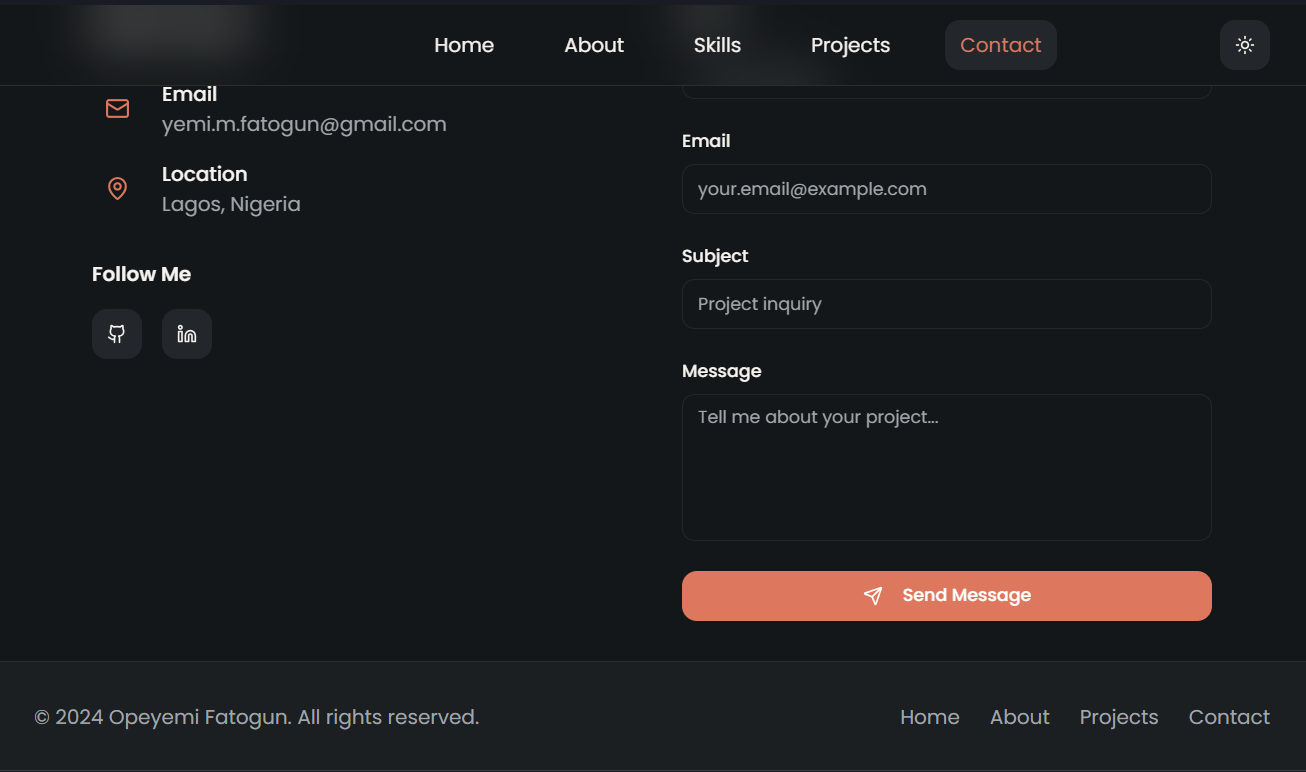 Home About Skills Projects Contact
Email
yemi.m.fatogun@gmail.com
Location
Lagos, Nigeria
Follow Me
Email
your.email@example.com
Subject
Project inquiry
Message
Tell me about your project...
Send Message
© 2024 Opeyemi Fatogun. All rights reserved.
Home About Projects Contact